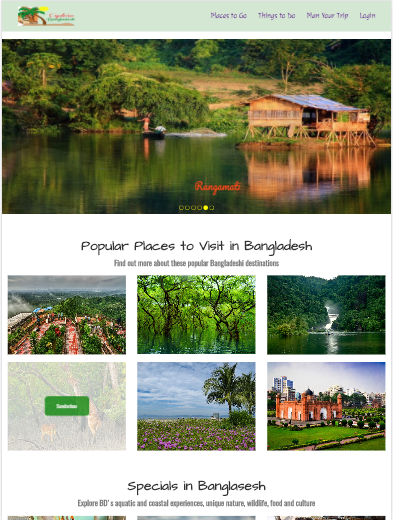 Places to Go Things to Do Plan Your Trip Login
Rangamati
Popular Places to Visit in Bangladesh
Find out more about these popular Bangladeshi destinations
Sundarban
Specials in Banglasesh
Explore BD's aquatic and coastal experiences, unique nature, wildlife, food and culture